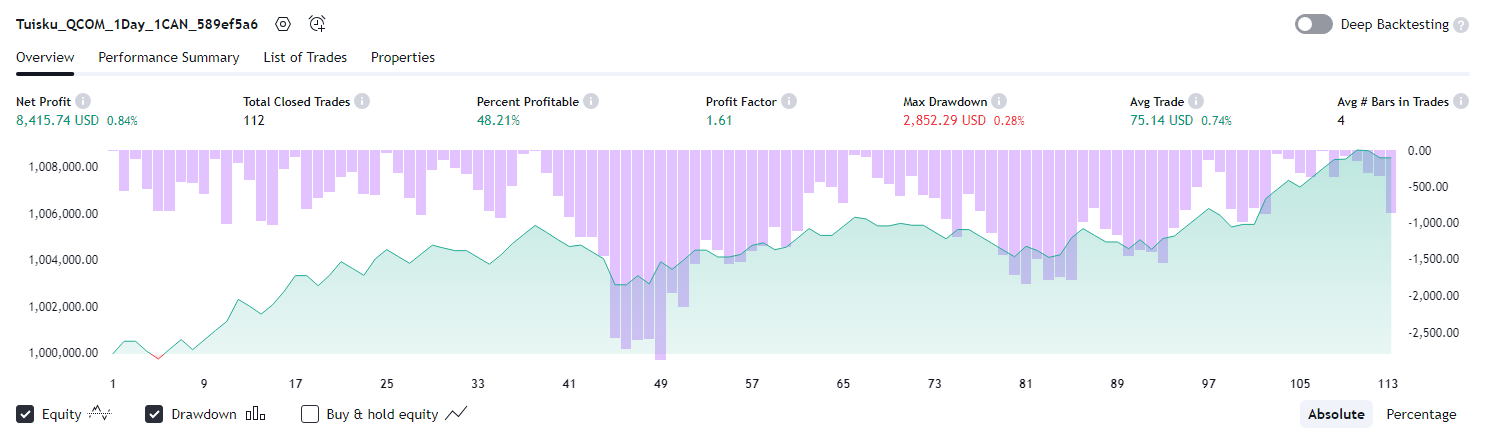 Tuisku_QCOM_1Day_1CAN_589ef5a6
Deep Backtesting
Overview Performance Summary List of Trades Properties
Net Profit Total Closed Trades Percent Profitable Profit Factor Max Drawdown Avg Trade Avg # Bars in Trades
8,415.74 USD 0.84% 112 48.21% 1.61 2,852.29 USD 0.28% 75.14 USD 0.74% 4
1,008,000.00
1,006,000.00
1,004,000.00
1,002,000.00
1,000,000.00
0.00
-500.00
-1,000.00
-1,500.00
-2,000.00
-2,500.00
1 9 17 25 33 41 49 57 65 73 81 89 97 105 113
Equity Drawdown Buy & hold equity Absolute Percentage